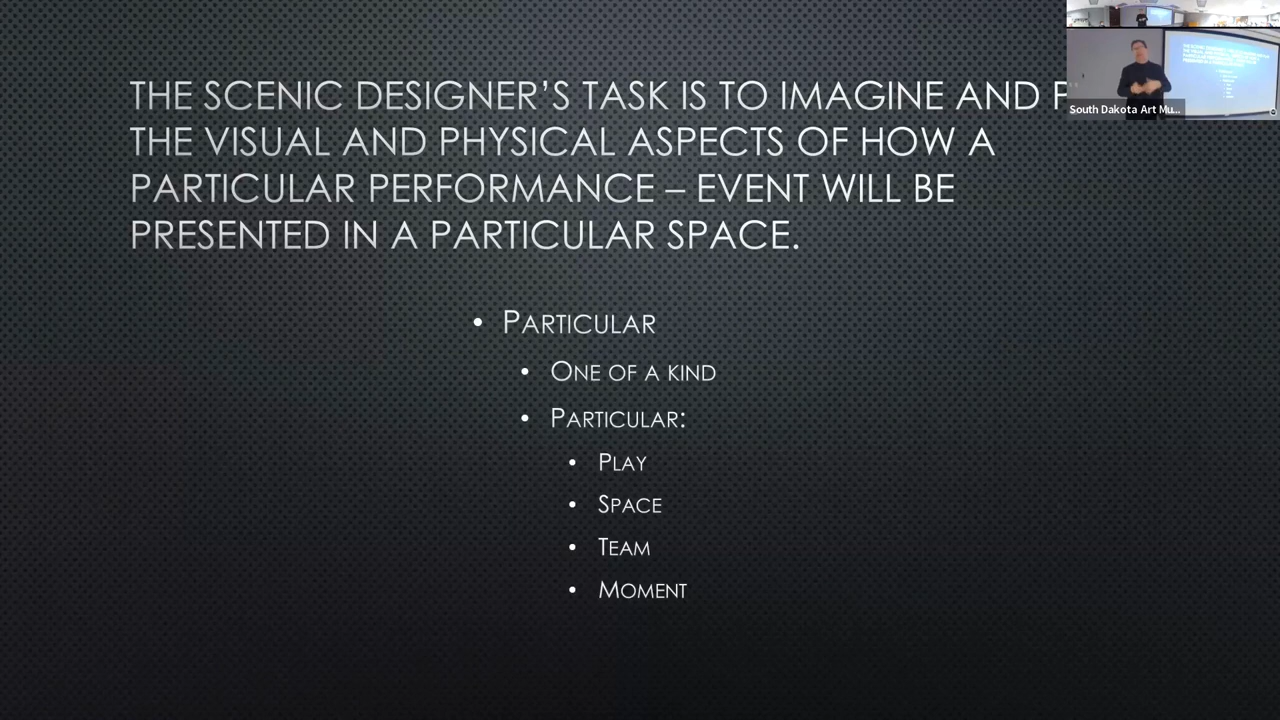 THE SCENIC DESIGNER'S TASK IS TO IMAGINE AND
THE VISUAL AND PHYSICAL ASPECTS OF HOW A
PARTICULAR PERFORMANCE – EVENT WILL BE
PRESENTED IN A PARTICULAR SPACE.
• PARTICULAR
• ONE OF A KIND
• PARTICULAR:
• PLAY
• SPACE
• TEAM
• MOMENT
South Dakota Art Mu...